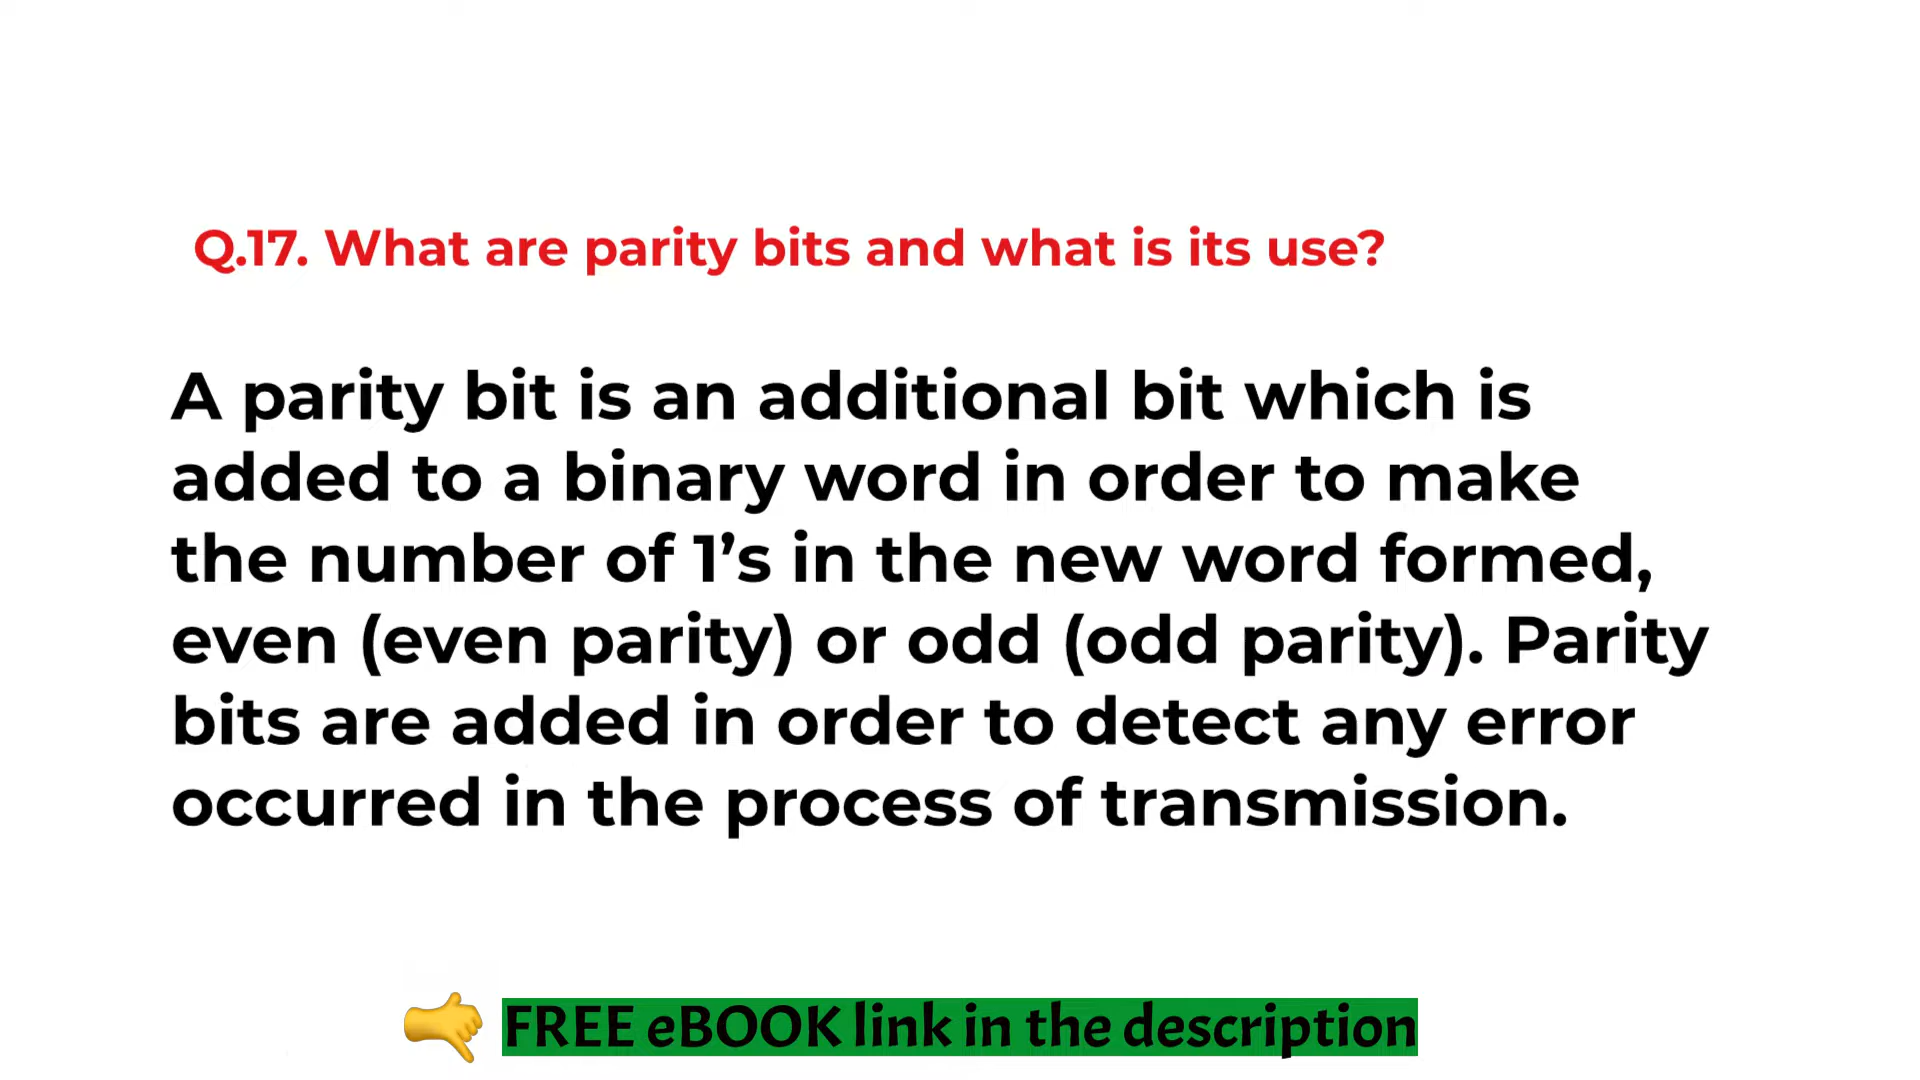 Q.17. What are parity bits and what is its use?
A parity bit is an additional bit which is
added to a binary word in order to make
the number of 1’s in the new word formed,
even (even parity) or odd (odd parity). Parity
bits are added in order to detect any error
occurred in the process of transmission.
FREE eBOOK link in the description